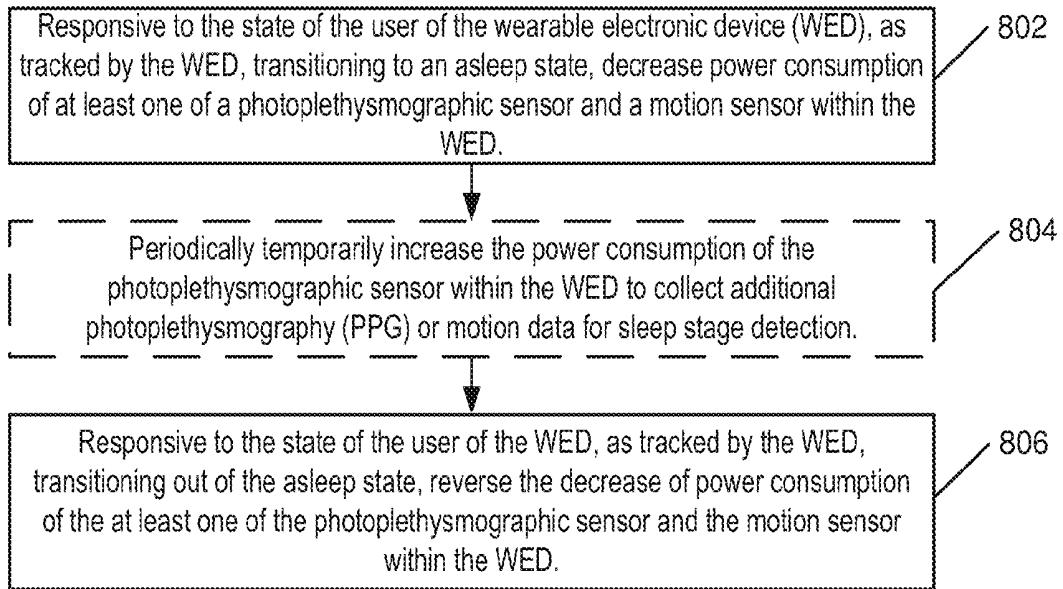 Responsive to the state of the user of the wearable electronic device (WED), as
tracked by the WED, transitioning to an asleep state, decrease power consumption
of at least one of a photoplethysmographic sensor and a motion sensor within the
WED.
802
Periodically temporarily increase the power consumption of the
photoplethysmographic sensor within the WED to collect additional
photoplethysmography (PPG) or motion data for sleep stage detection.
804
Responsive to the state of the user of the WED, as tracked by the WED,
transitioning out of the asleep state, reverse the decrease of power consumption
of the at least one of the photoplethysmographic sensor and the motion sensor
within the WED.
806